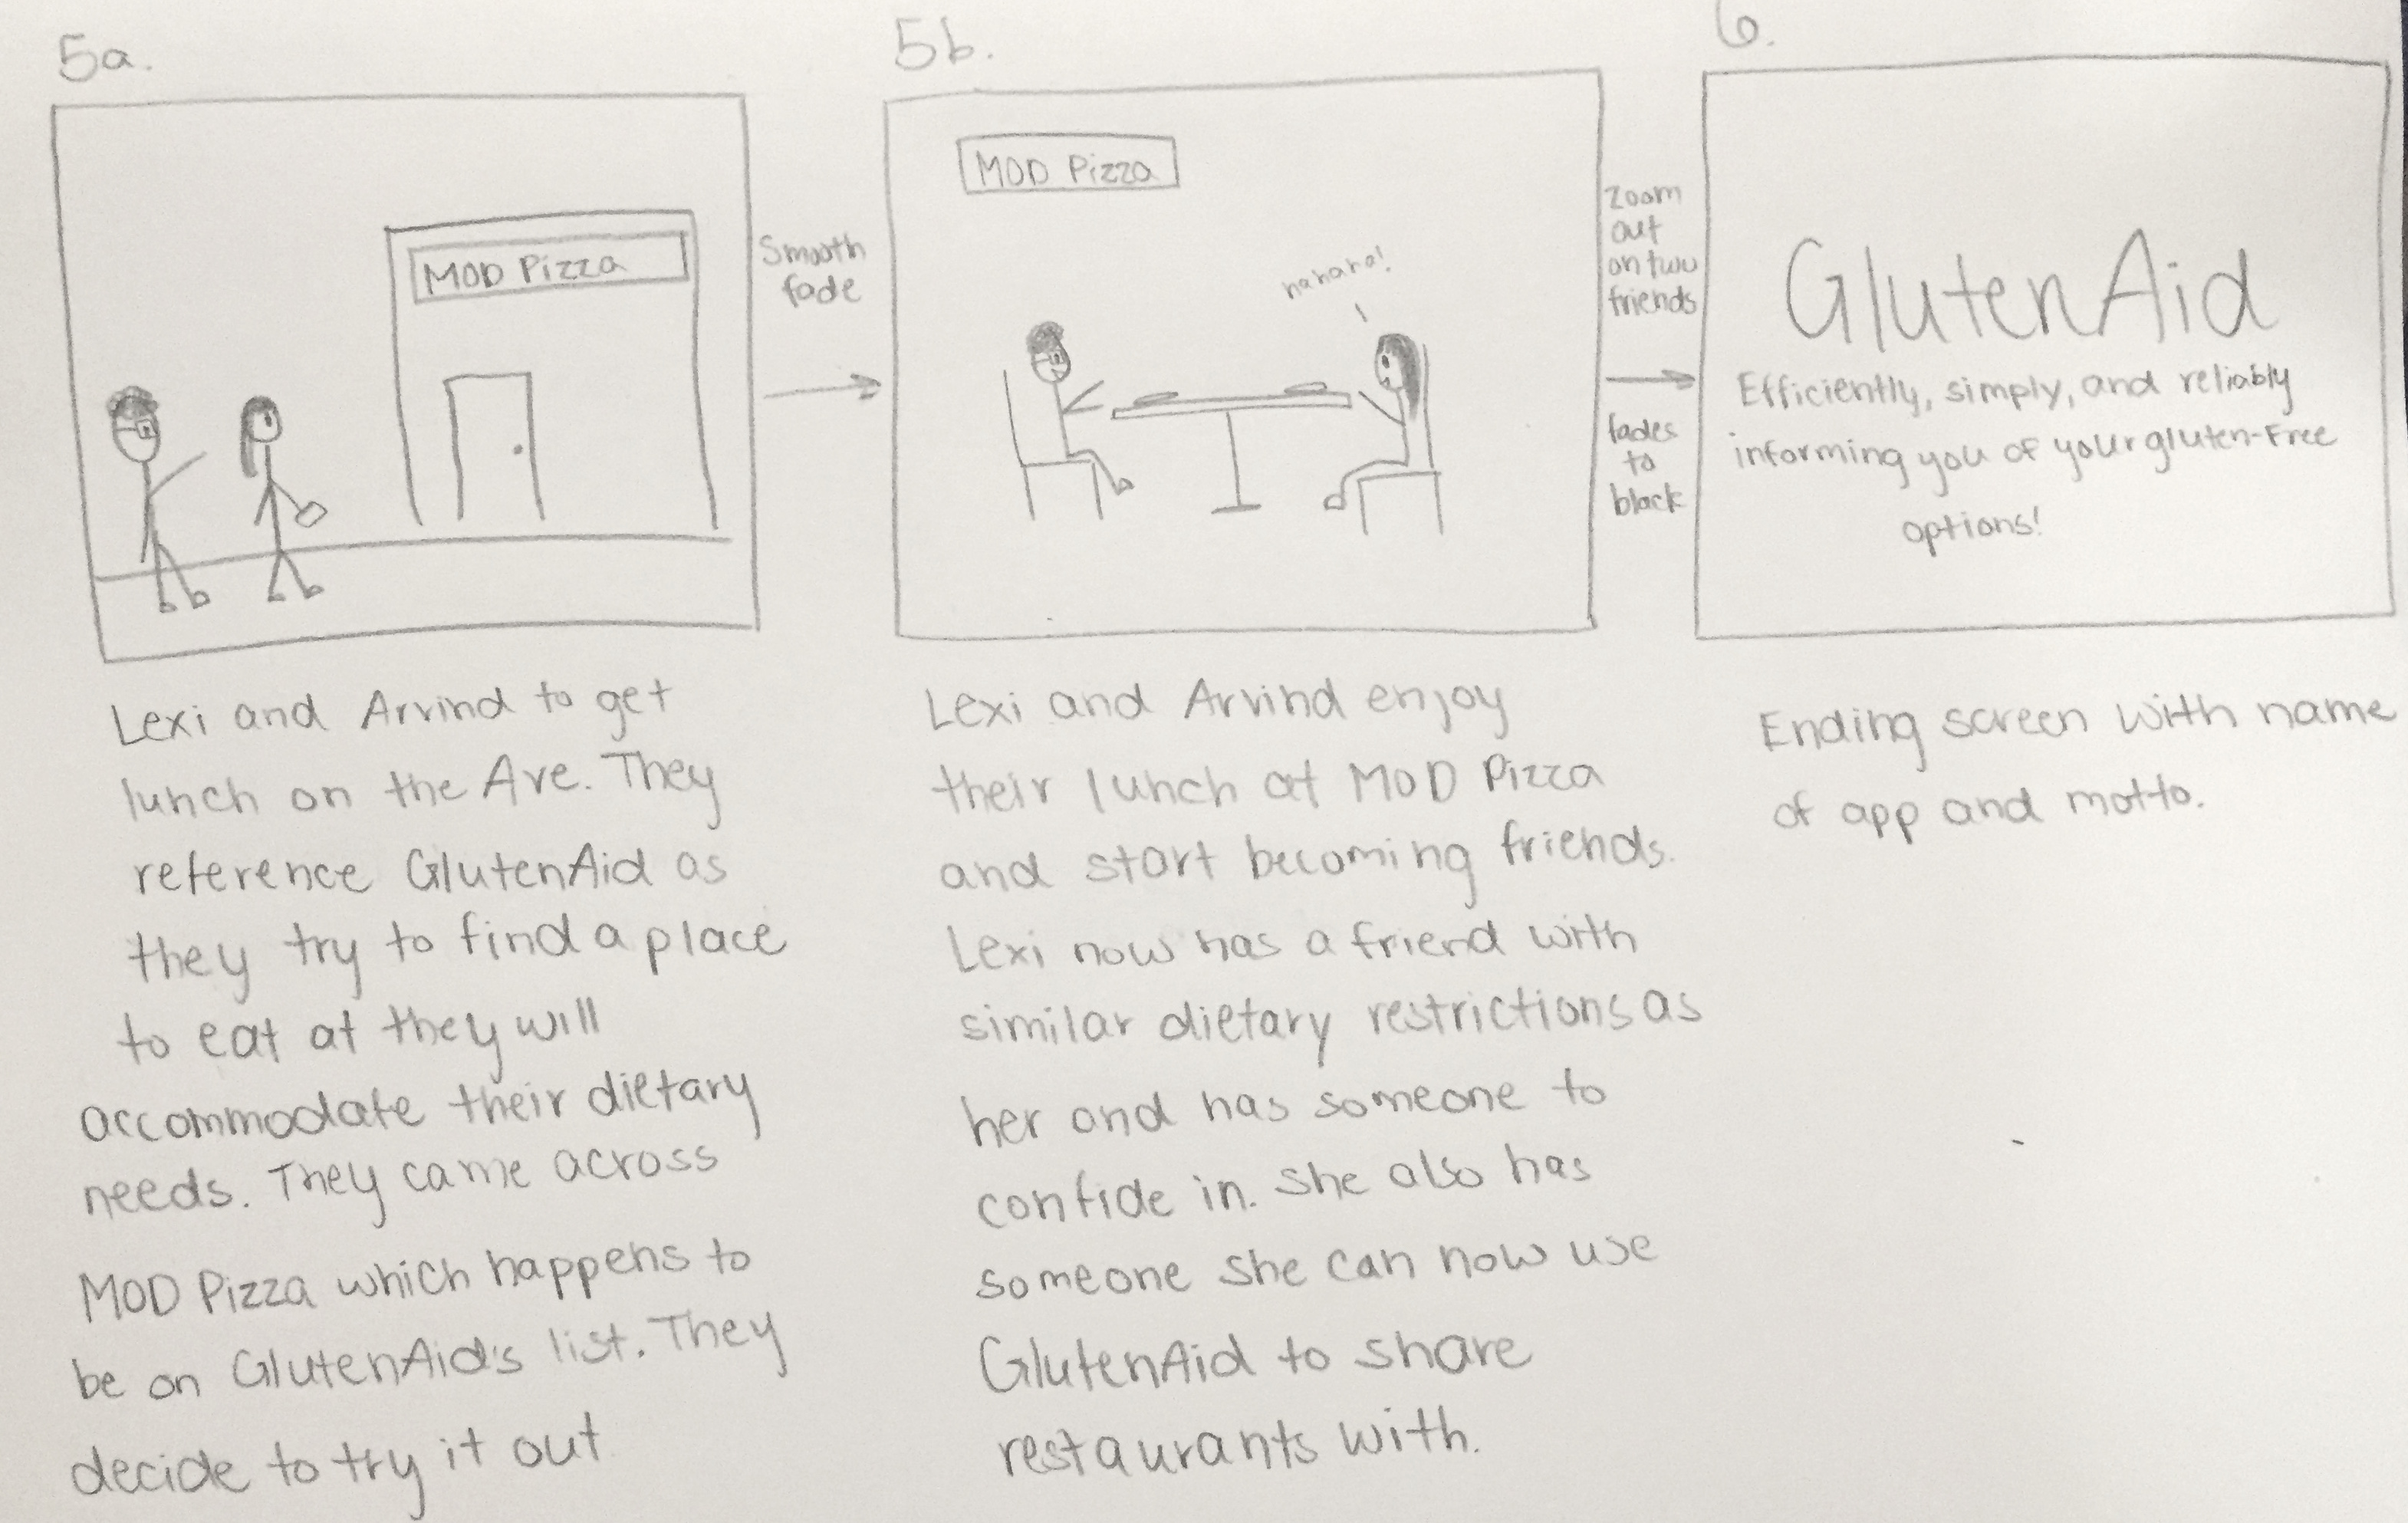 5a.
MOD Pizza
Smooth
fade
Lexi and Arvind to get
lunch on the Ave. They
reference GlutenAid as
they try to find a place
to eat at they will
accommodate their dietary
needs. They came across
MOD Pizza which happens to
be on GlutenAid's list. They
decide to try it out
5b.
MOD Pizza
hahaha!
Zoom
out
on two
friends
fades
to
black
Lexi and Arvind enjoy
their lunch at MOD Pizza
and start becoming friends.
Lexi now has a friend with
similar dietary restrictions as
her and has someone to
confide in. She also has
someone she can now use
GlutenAid to share
restaurants with.
6.
GlutenAid
Efficiently, simply, and reliably
informing you of your gluten-free
options!
Ending screen with name
of app and motto.